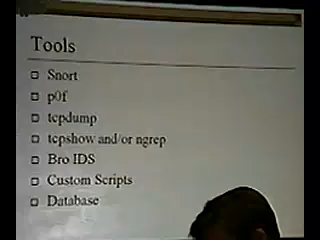 Tools
Snort
p0f
tcpdump
tcpshow and/or ngrep
Bro IDS
Custom Scripts
Database